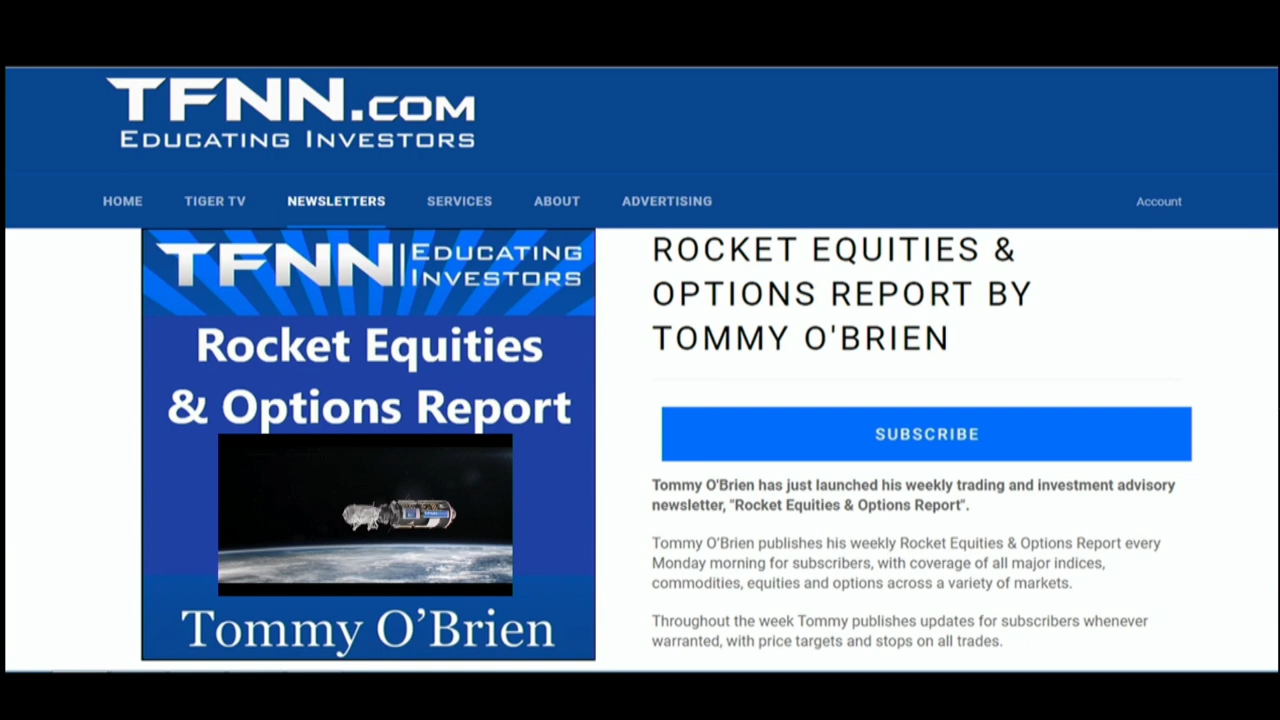 TFNN.COM
EDUCATING INVESTORS
HOME TIGER TV NEWSLETTERS SERVICES ABOUT ADVERTISING Account
TFNN | EDUCATING INVESTORS
Rocket Equities
& Options Report
Tommy O’Brien
ROCKET EQUITIES &
OPTIONS REPORT BY
TOMMY O'BRIEN
SUBSCRIBE
Tommy O'Brien has just launched his weekly trading and investment advisory
newsletter, "Rocket Equities & Options Report".
Tommy O'Brien publishes his weekly Rocket Equities & Options Report every
Monday morning for subscribers, with coverage of all major indices,
commodities, equities and options across a variety of markets.
Throughout the week Tommy publishes updates for subscribers whenever
warranted, with price targets and stops on all trades.